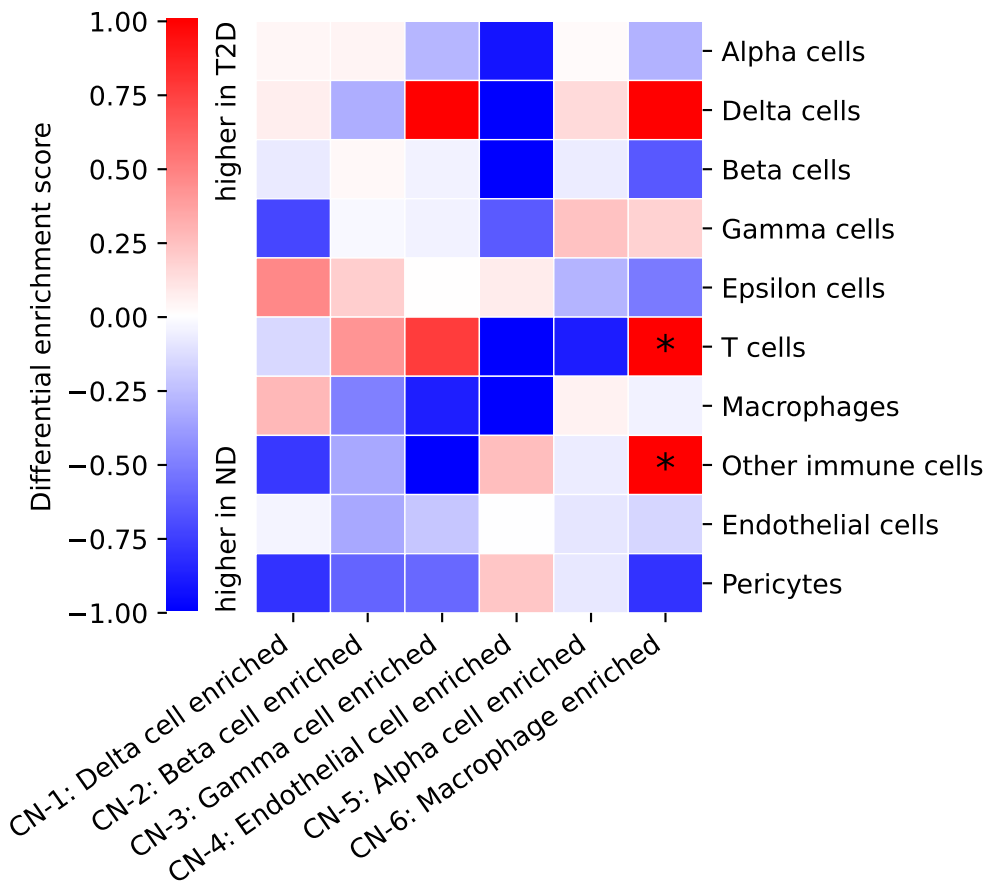 Differential enrichment score
1.00
0.75
0.50
0.25
0.00
−0.25
−0.50
−0.75
−1.00
higher in T2D
higher in ND
*
*
Alpha cells
Delta cells
Beta cells
Gamma cells
Epsilon cells
T cells
Macrophages
Other immune cells
Endothelial cells
Pericytes
CN-1: Delta cell enriched
CN-2: Beta cell enriched
CN-3: Gamma cell enriched
CN-4: Endothelial cell enriched
CN-5: Alpha cell enriched
CN-6: Macrophage enriched